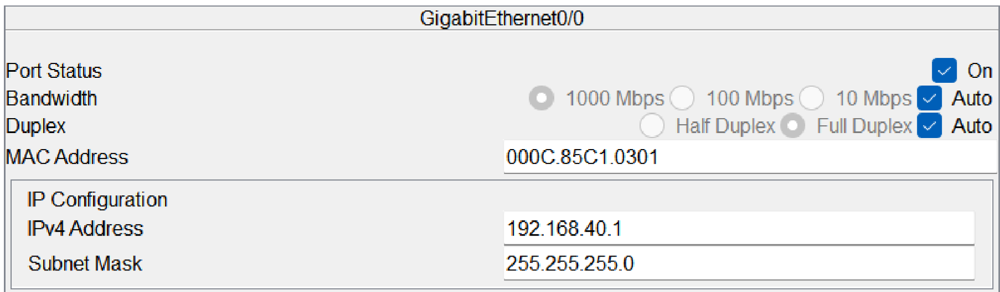 GigabitEthernet0/0
Port Status On
Bandwidth 1000 Mbps 100 Mbps 10 Mbps Auto
Duplex Half Duplex Full Duplex Auto
MAC Address 000C.85C1.0301
IP Configuration
IPv4 Address 192.168.40.1
Subnet Mask 255.255.255.0